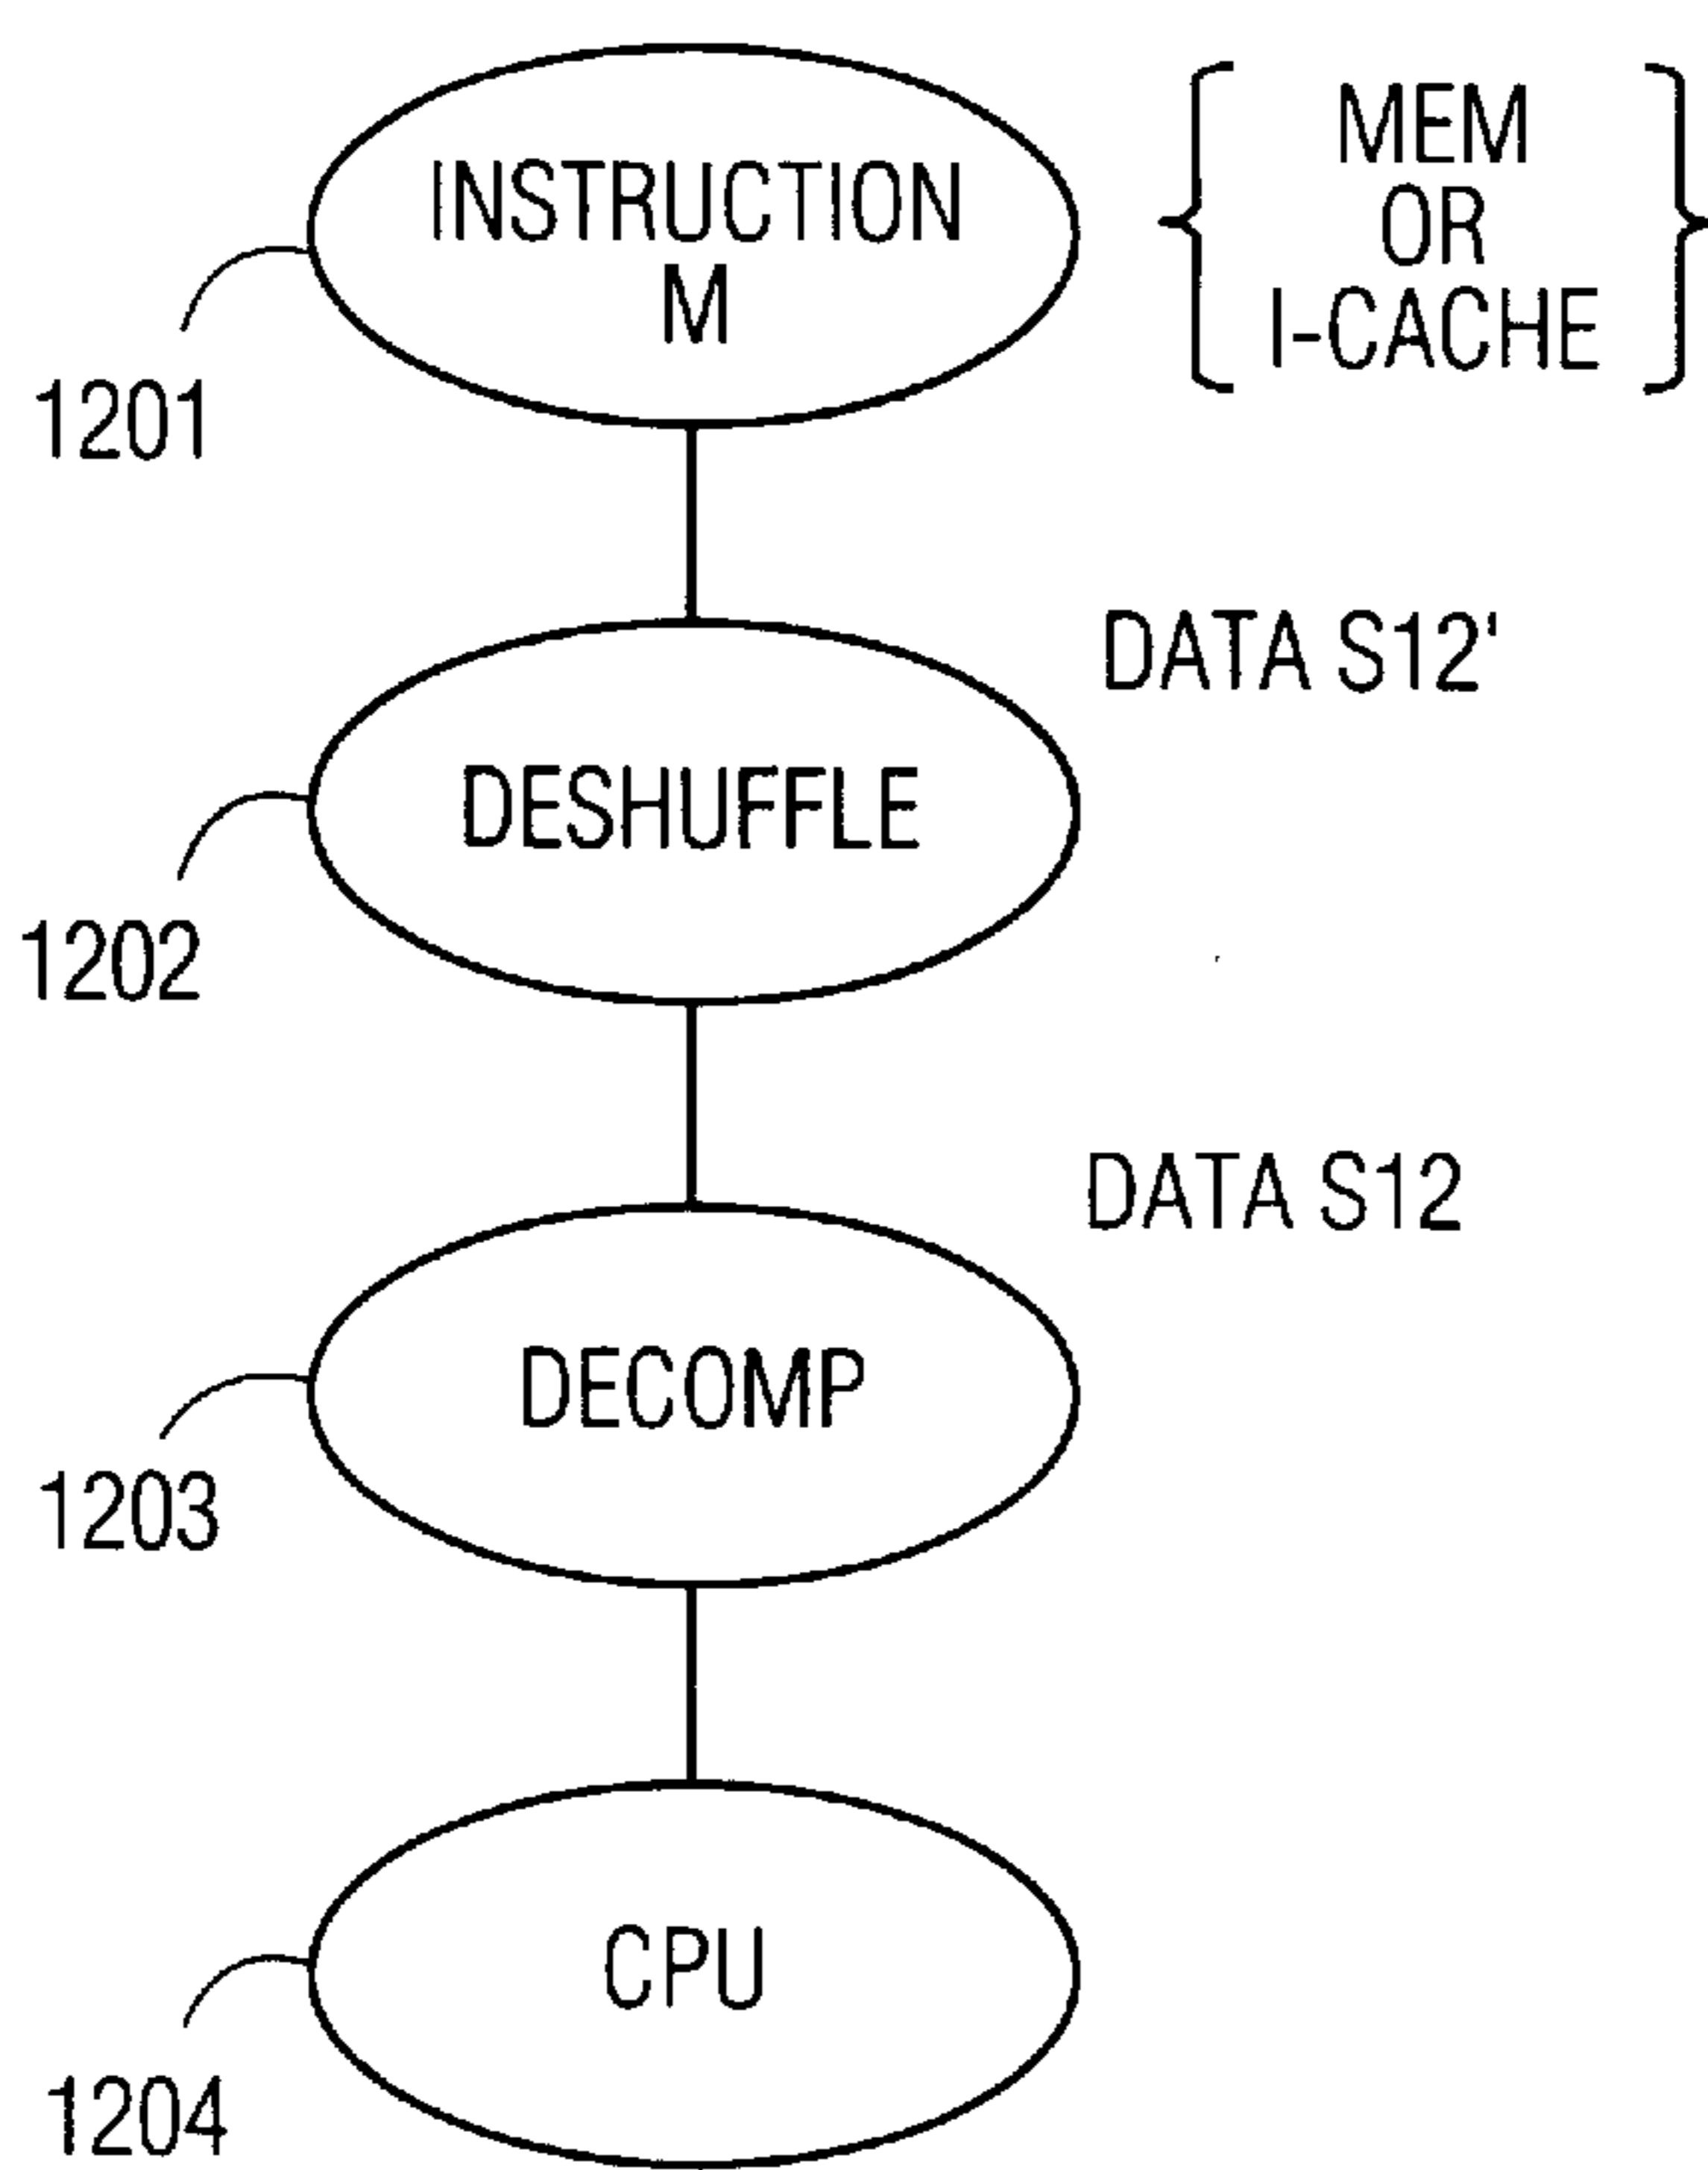 INSTRUCTION
M
MEM
OR
I-CACHE
1201
DATA S12'
DESHUFFLE
1202
DATA S12
DECOMP
1203
CPU
1204